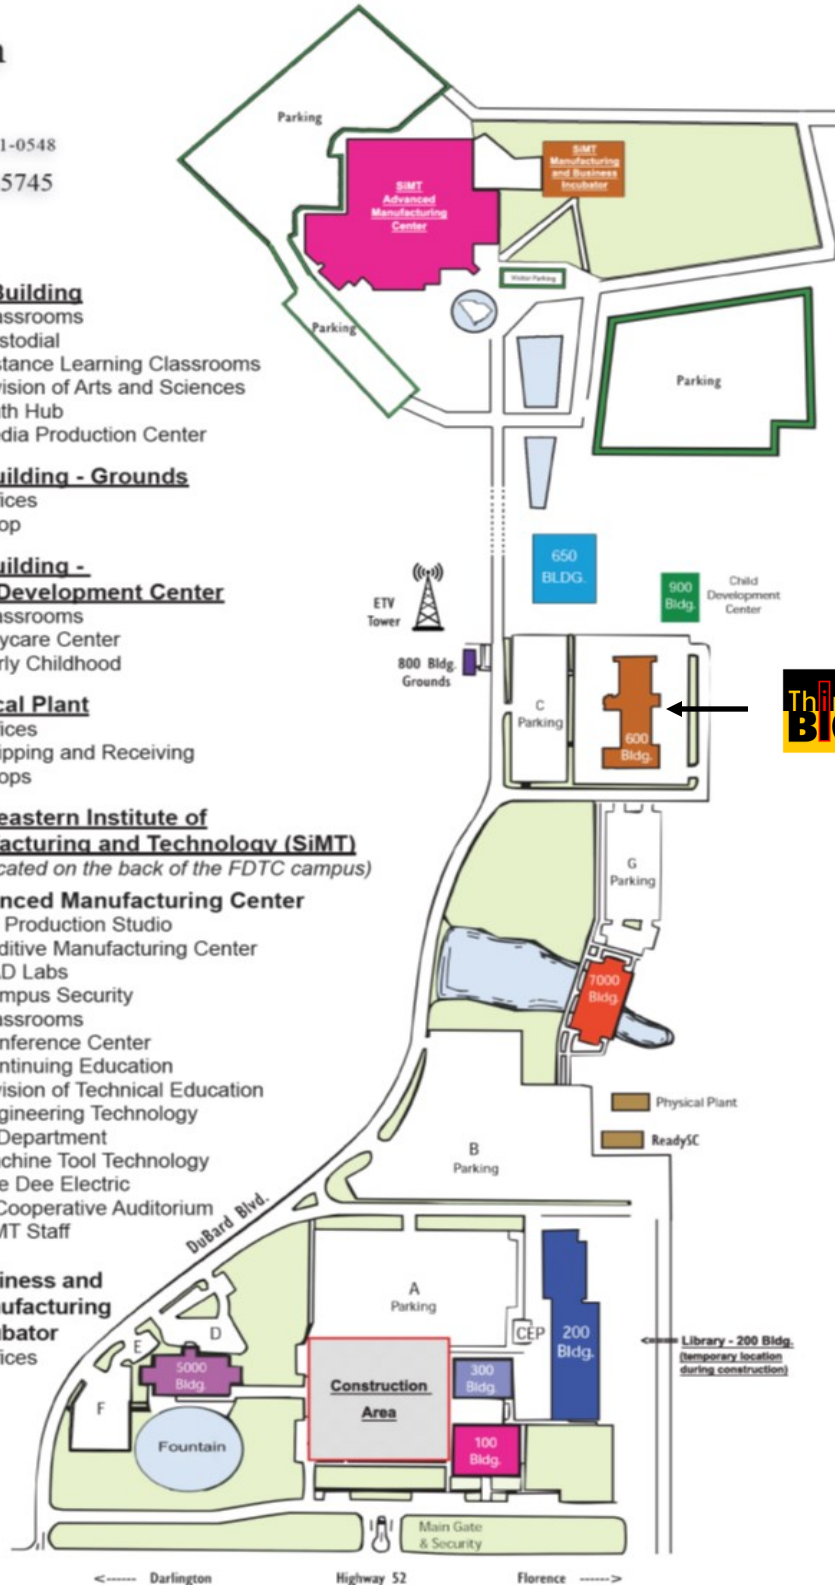 1-0548
5745
Building
assrooms
stodial
stance Learning Classrooms
vision of Arts and Sciences
th Hub
edia Production Center
uilding - Grounds
ices
op
uilding -
Development Center
assrooms
ycare Center
rly Childhood
cal Plant
ices
ipping and Receiving
ops
eastern Institute of
facturing and Technology (SiMT)
cated on the back of the FDTC campus)
anced Manufacturing Center
Production Studio
ditive Manufacturing Center
D Labs
mpus Security
assrooms
nference Center
ntinuing Education
vision of Technical Education
gineering Technology
Department
achine Tool Technology
e Dee Electric
Cooperative Auditorium
MT Staff
iness and
ufacturing
bator
ices
Parking
SiMT
Advanced
Manufacturing
Center
SiMT
Manufacturing
and Business
Incubator
Visitor Parking
Parking
Parking
650
BLDG.
900
Bldg.
Child
Development
Center
ETV
Tower
800 Bldg.
Grounds
C
Parking
600
Bldg.
Thin
BIG
G
Parking
7000
Bldg.
Physical Plant
ReadySC
B
Parking
DuBard Blvd.
A
Parking
CEP
200
Bldg.
<==== Library - 200 Bldg.
(temporary location
during construction)
D
E
F
5000
Bldg.
Fountain
Construction
Area
300
Bldg.
100
Bldg.
Main Gate
& Security
<------ Darlington
Highway 52
Florence ----->